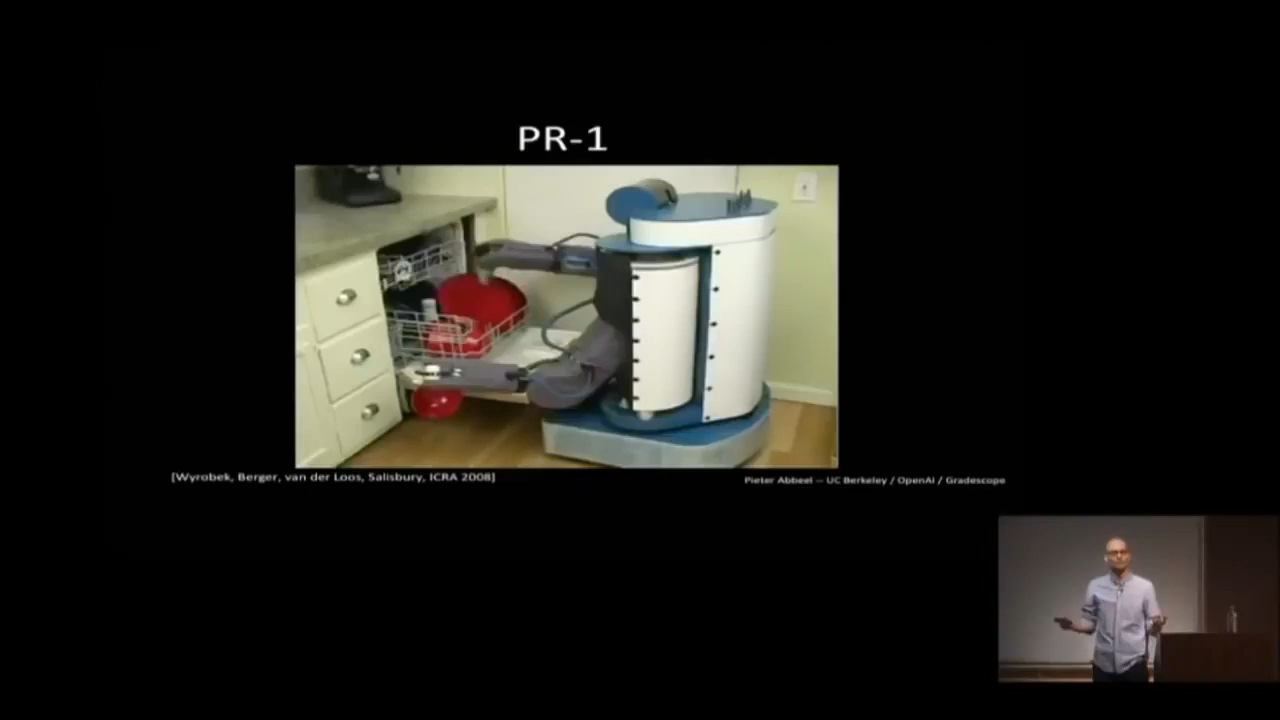 PR-1
[Wyrobek, Berger, van der Loos, Salisbury, ICRA 2008]
Pieter Abbeel -- UC Berkeley / OpenAI / Gradescope